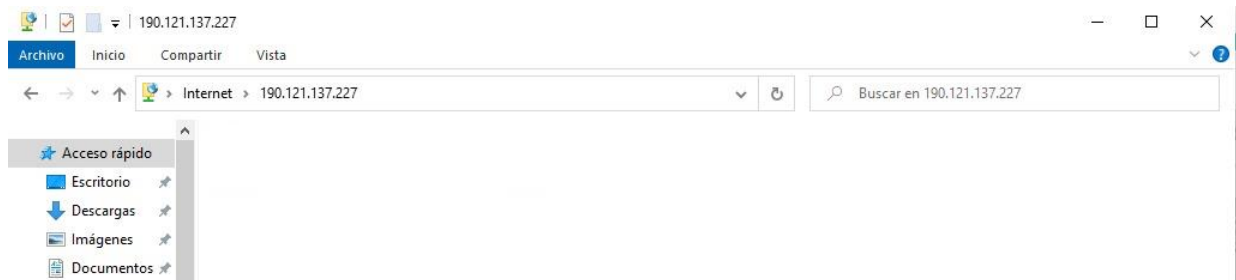 190.121.137.227
Archivo Inicio Compartir Vista
Internet 190.121.137.227 Buscar en 190.121.137.227
Acceso rápido
Escritorio
Descargas
Imágenes
Documentos